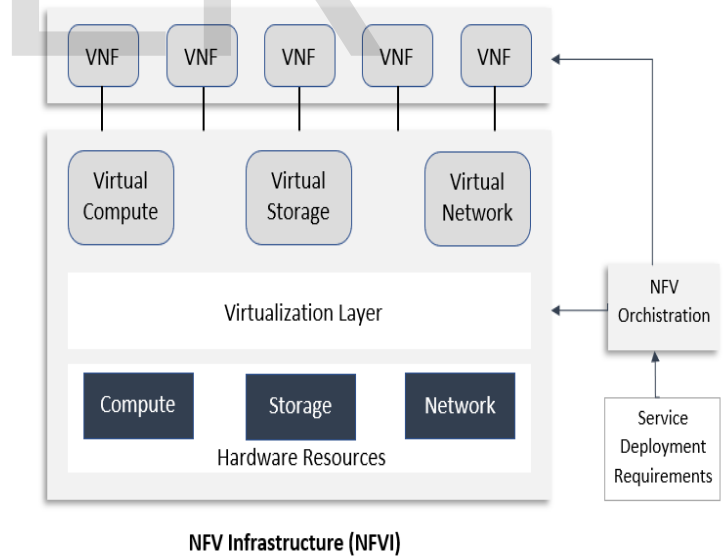 VNF VNF VNF VNF VNF
Virtual Compute
Virtual Storage
Virtual Network
Virtualization Layer
NFV
Orchistration
Compute Storage Network
Hardware Resources
Service
Deployment
Requirements
NFV Infrastructure (NFVI)